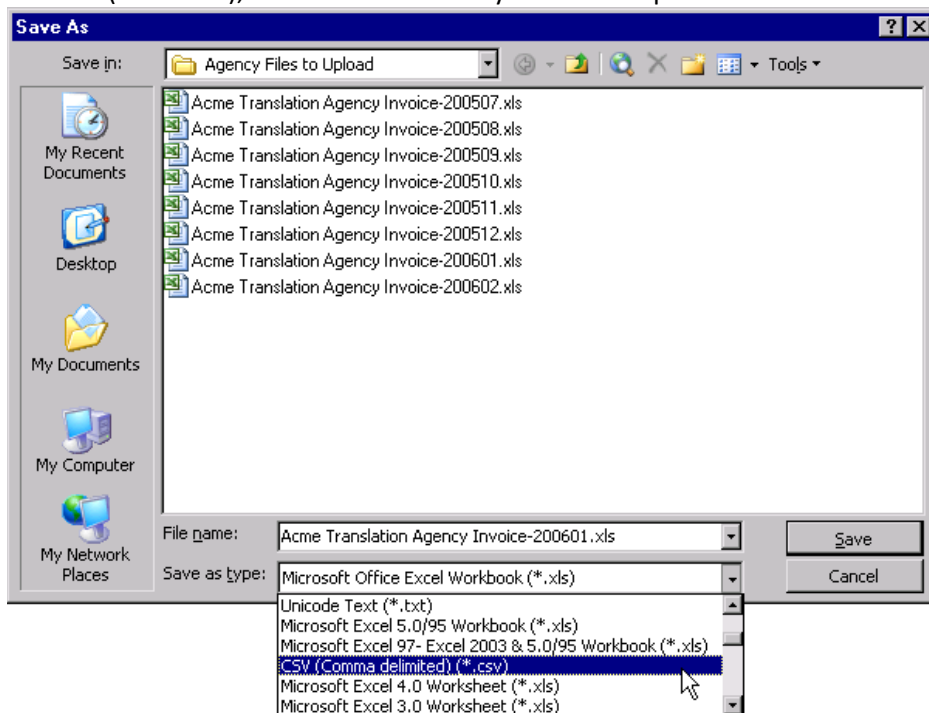 Save As
Save in:
Agency Files to Upload
Tools
My Recent
Documents
Desktop
My Documents
My Computer
My Network
Places
Acme Translation Agency Invoice-200507.xls
Acme Translation Agency Invoice-200508.xls
Acme Translation Agency Invoice-200509.xls
Acme Translation Agency Invoice-200510.xls
Acme Translation Agency Invoice-200511.xls
Acme Translation Agency Invoice-200512.xls
Acme Translation Agency Invoice-200601.xls
Acme Translation Agency Invoice-200602.xls
File name:
Acme Translation Agency Invoice-200601.xls
Save
Save as type:
Microsoft Office Excel Workbook (*.xls)
Cancel
Unicode Text (*.txt)
Microsoft Excel 5.0/95 Workbook (*.xls)
Microsoft Excel 97- Excel 2003 & 5.0/95 Workbook (*.xls)
CSV (Comma delimited) (*.csv)
Microsoft Excel 4.0 Worksheet (*.xls)
Microsoft Excel 3.0 Worksheet (*.xls)